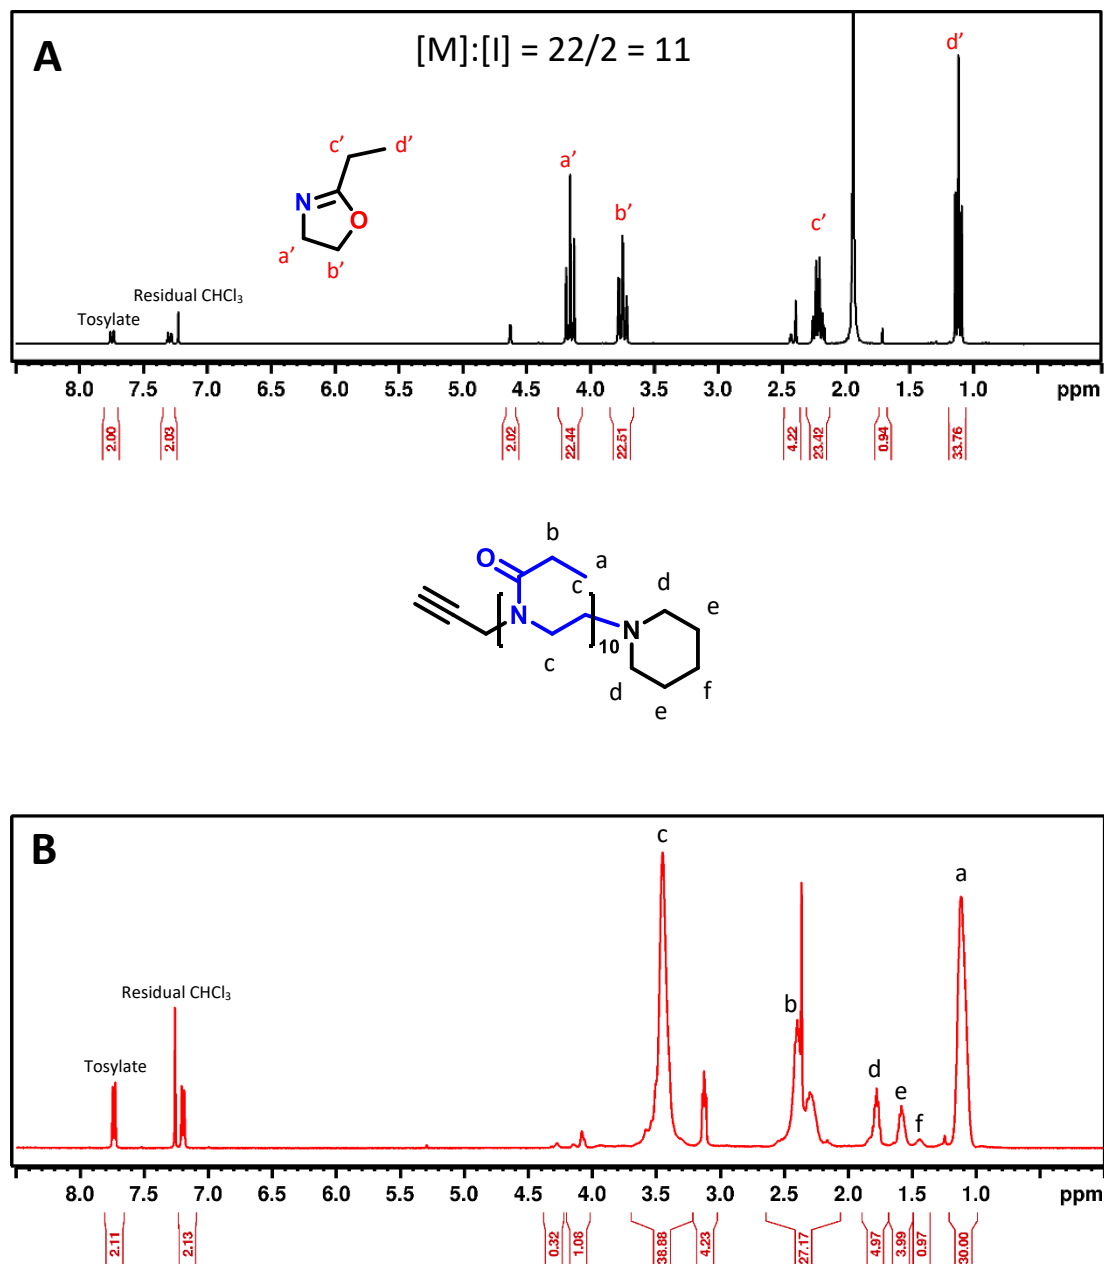 A
[M]:[I] = 22/2 = 11
d’
c’
d’
N
O
a’
b’
a’
b’
c’
Residual CHCl₃
Tosylate
8.0 7.5 7.0 6.5 6.0 5.5 5.0 4.5 4.0 3.5 3.0 2.5 2.0 1.5 1.0 ppm
2.00 2.03 2.02 22.44 22.51 4.22 23.42 0.94 33.76
b
O
a
c
d
N
N
e
10
c
d
f
e
B
c
a
Residual CHCl₃
b
Tosylate
d
e
f
8.0 7.5 7.0 6.5 6.0 5.5 5.0 4.5 4.0 3.5 3.0 2.5 2.0 1.5 1.0 ppm
2.11 2.13 0.32 1.08 38.88 4.23 27.17 4.97 3.99 0.97 30.00